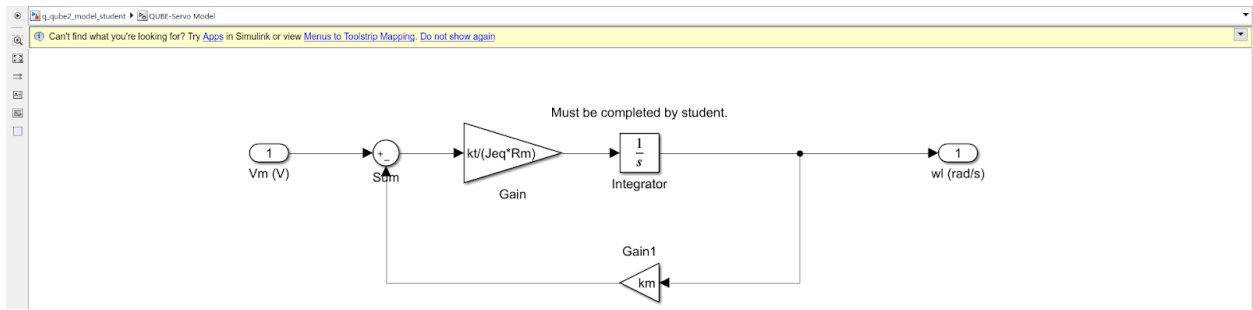 q_qube2_model_student QUBE-Servo Model
Can't find what you're looking for? Try Apps in Simulink or view Menus to Toolstrip Mapping. Do not show again
Must be completed by student.
1
Vm (V)
+
-
Sum
kt/(Jeq*Rm)
Gain
1
s
Integrator
1
wl (rad/s)
Gain1
km